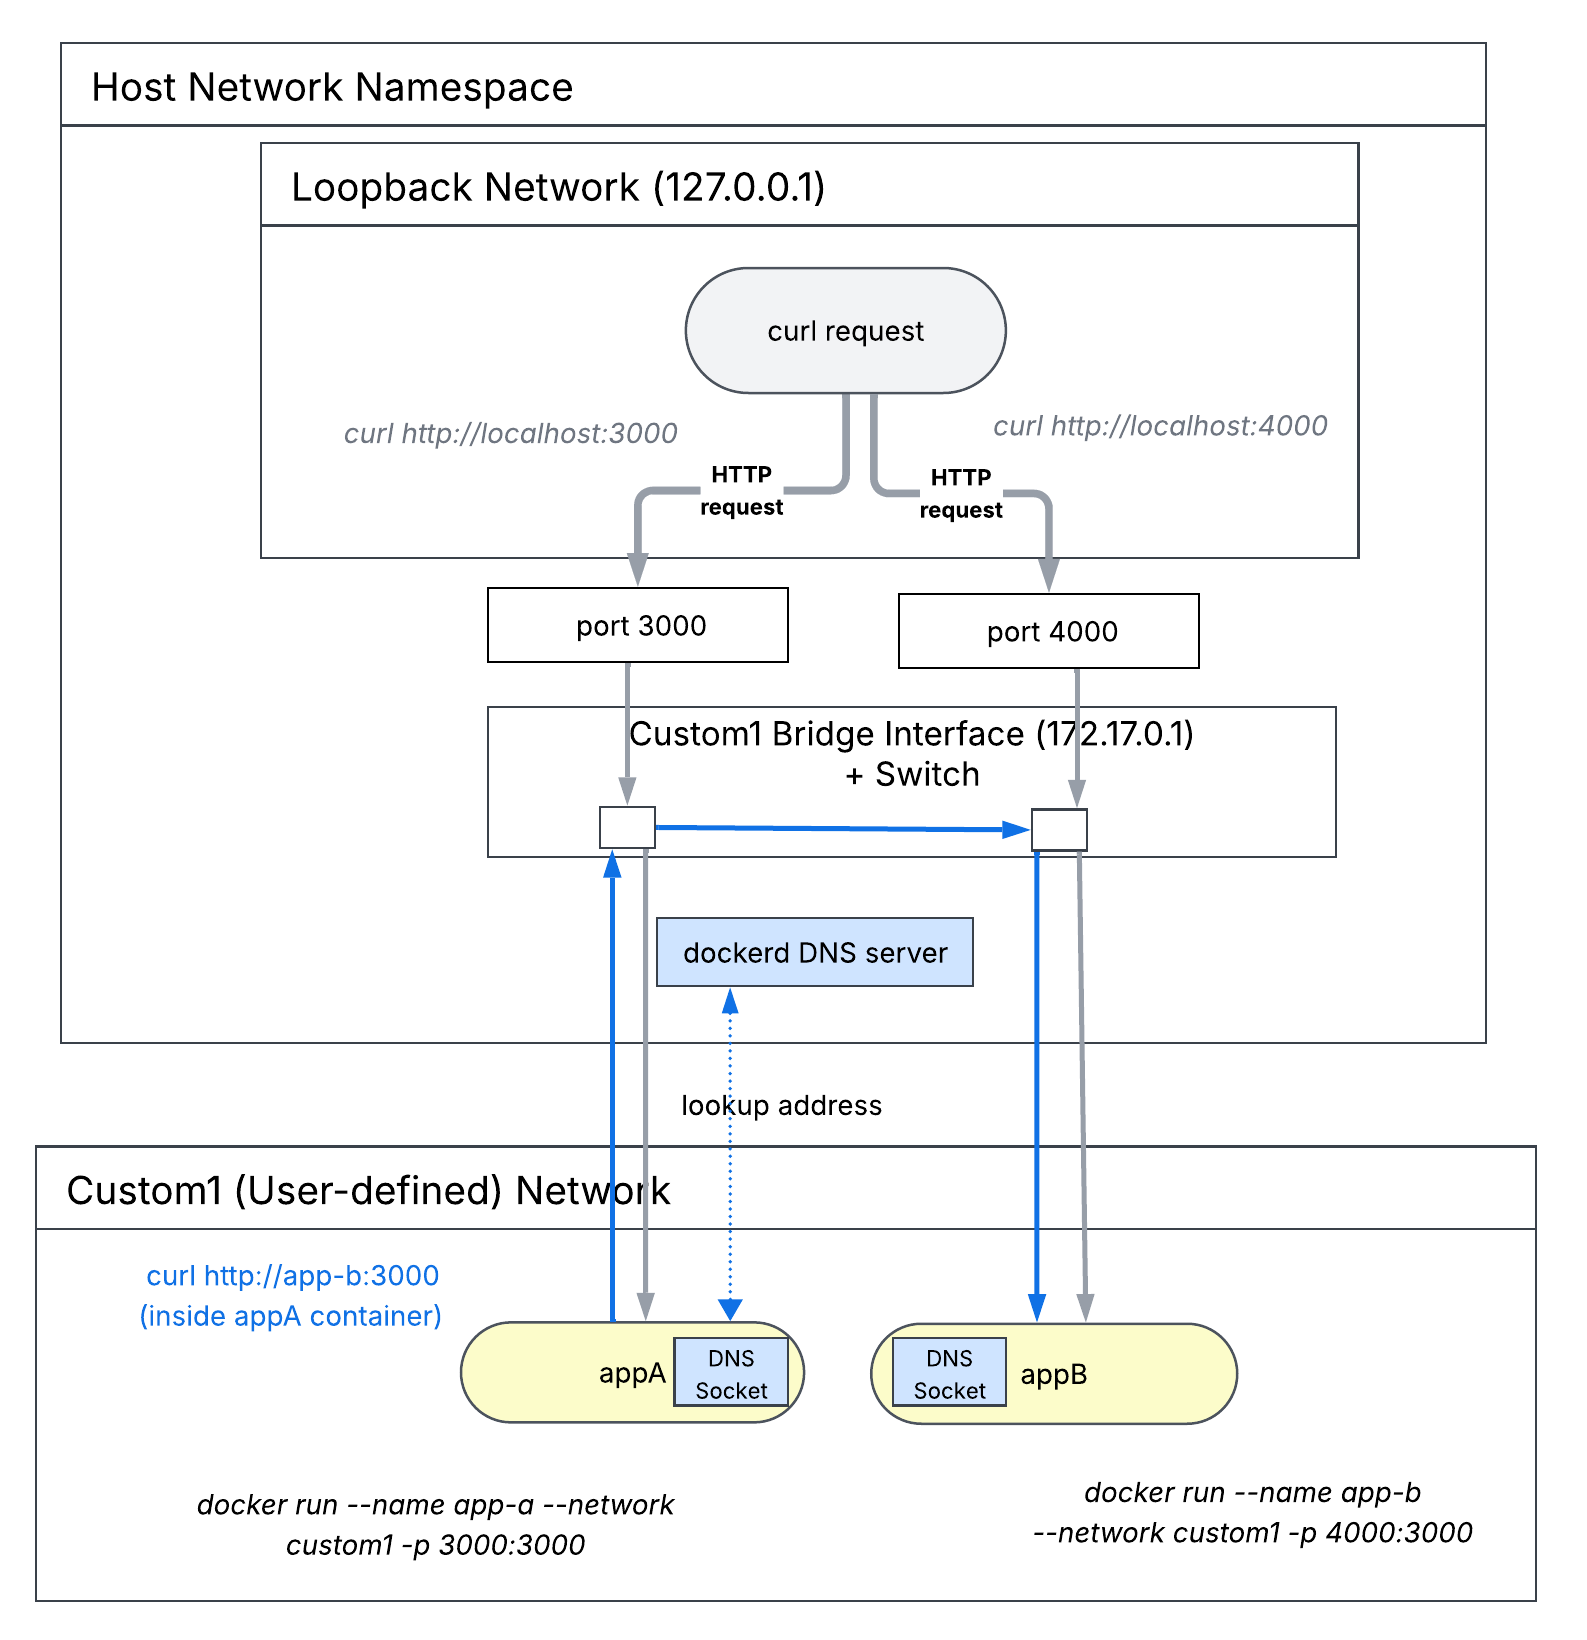 Host Network Namespace
Loopback Network (127.0.0.1)
curl request
curl http://localhost:3000
curl http://localhost:4000
HTTP
request
HTTP
request
port 3000
port 4000
Custom1 Bridge Interface (172.17.0.1)
+ Switch
dockerd DNS server
lookup address
Custom1 (User-defined) Network
curl http://app-b:3000
(inside appA container)
appA
DNS
Socket
DNS
Socket
appB
docker run --name app-a --network
custom1 -p 3000:3000
docker run --name app-b
--network custom1 -p 4000:3000